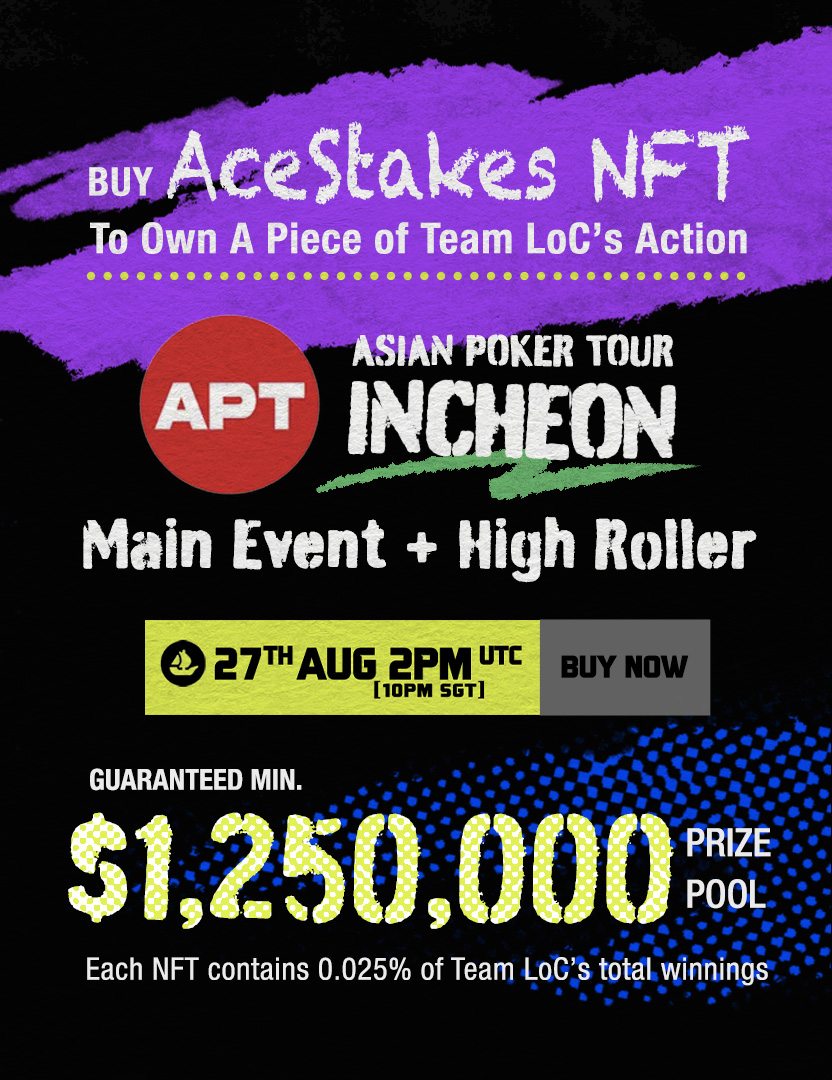 BUY AceStakes NFT
To Own A Piece of Team LoC's Action
APT
ASIAN POKER TOUR
INCHEON
Main Event + High Roller
27TH AUG 2PM UTC
[10PM SGT]
BUY NOW
GUARANTEED MIN.
$1,250,000 PRIZE
POOL
Each NFT contains 0.025% of Team LoC's total winnings